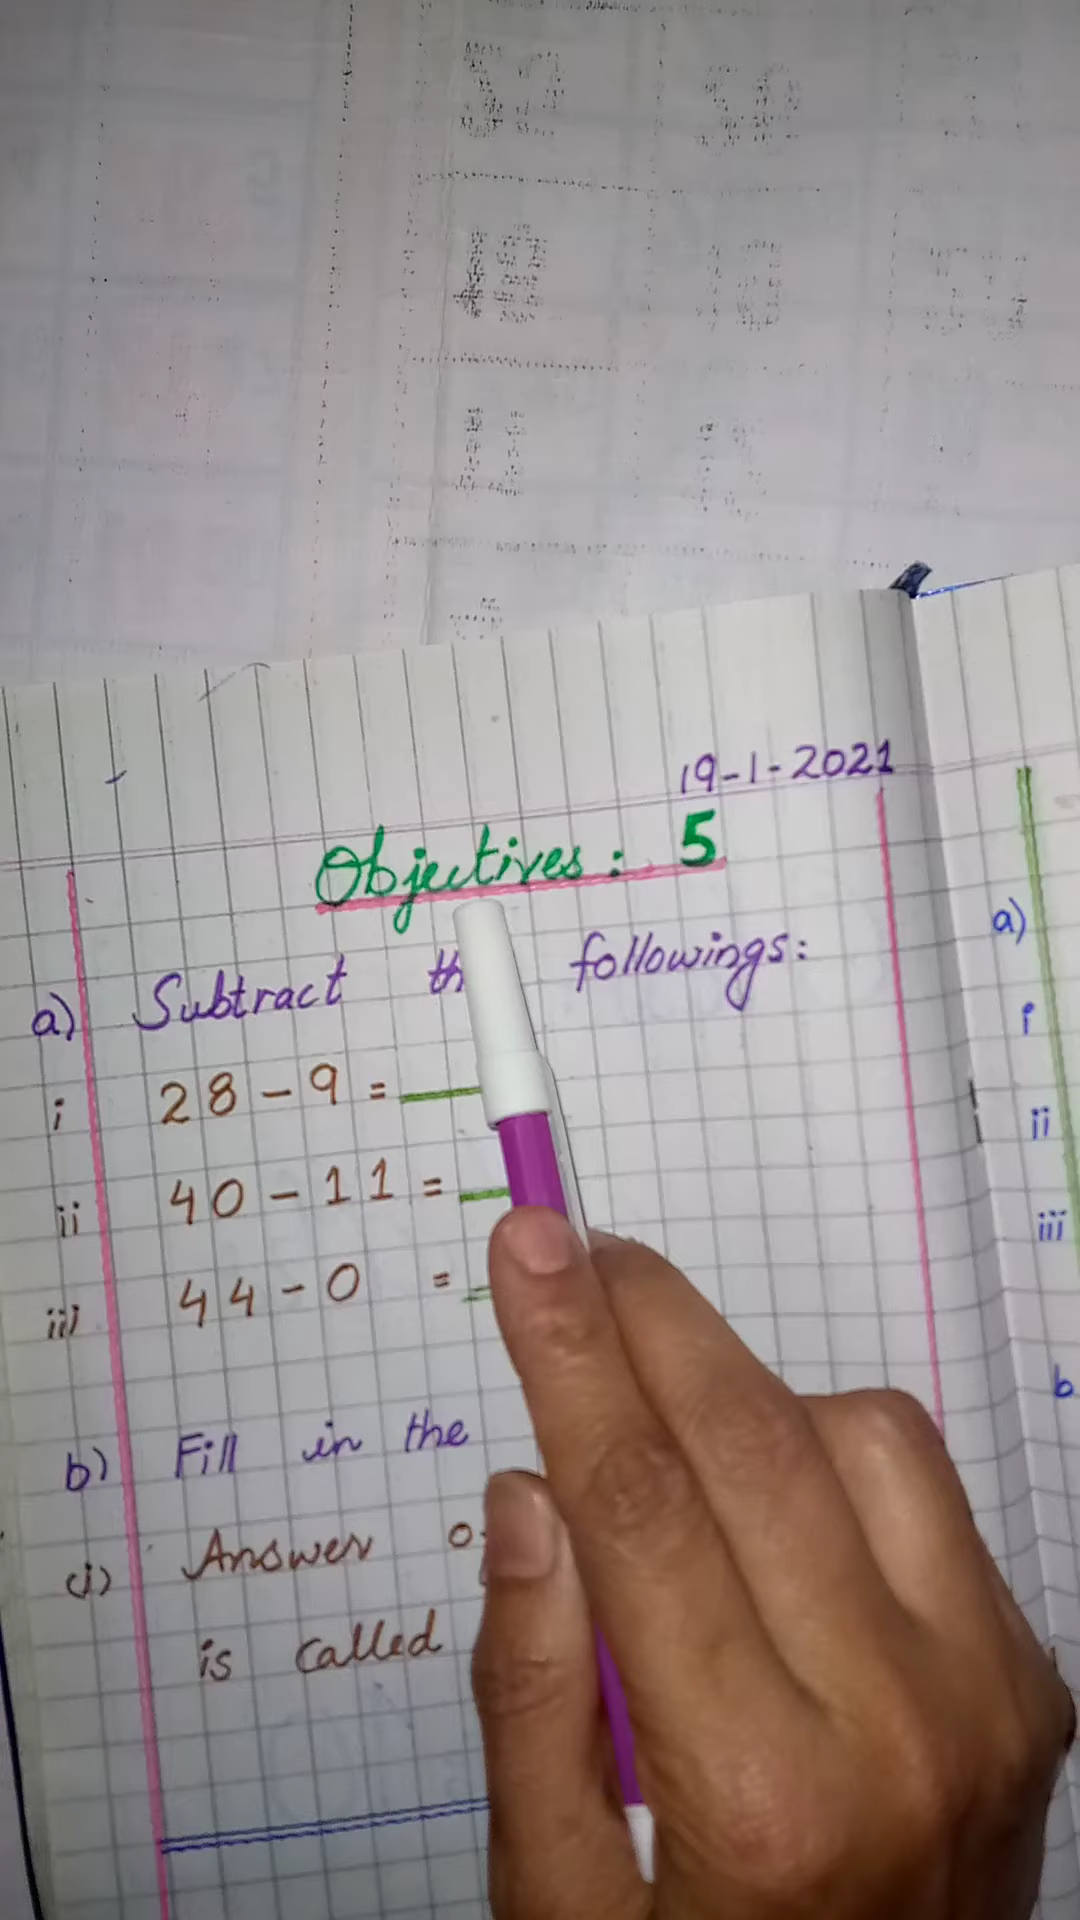 19-1-2021
Objectives: 5
a) Subtract th followings:
i 28-9 =
ii 40-11 =
iii 44-0 =
b) Fill in the
(i) Answer
is called
a)
i
ii
iii
b